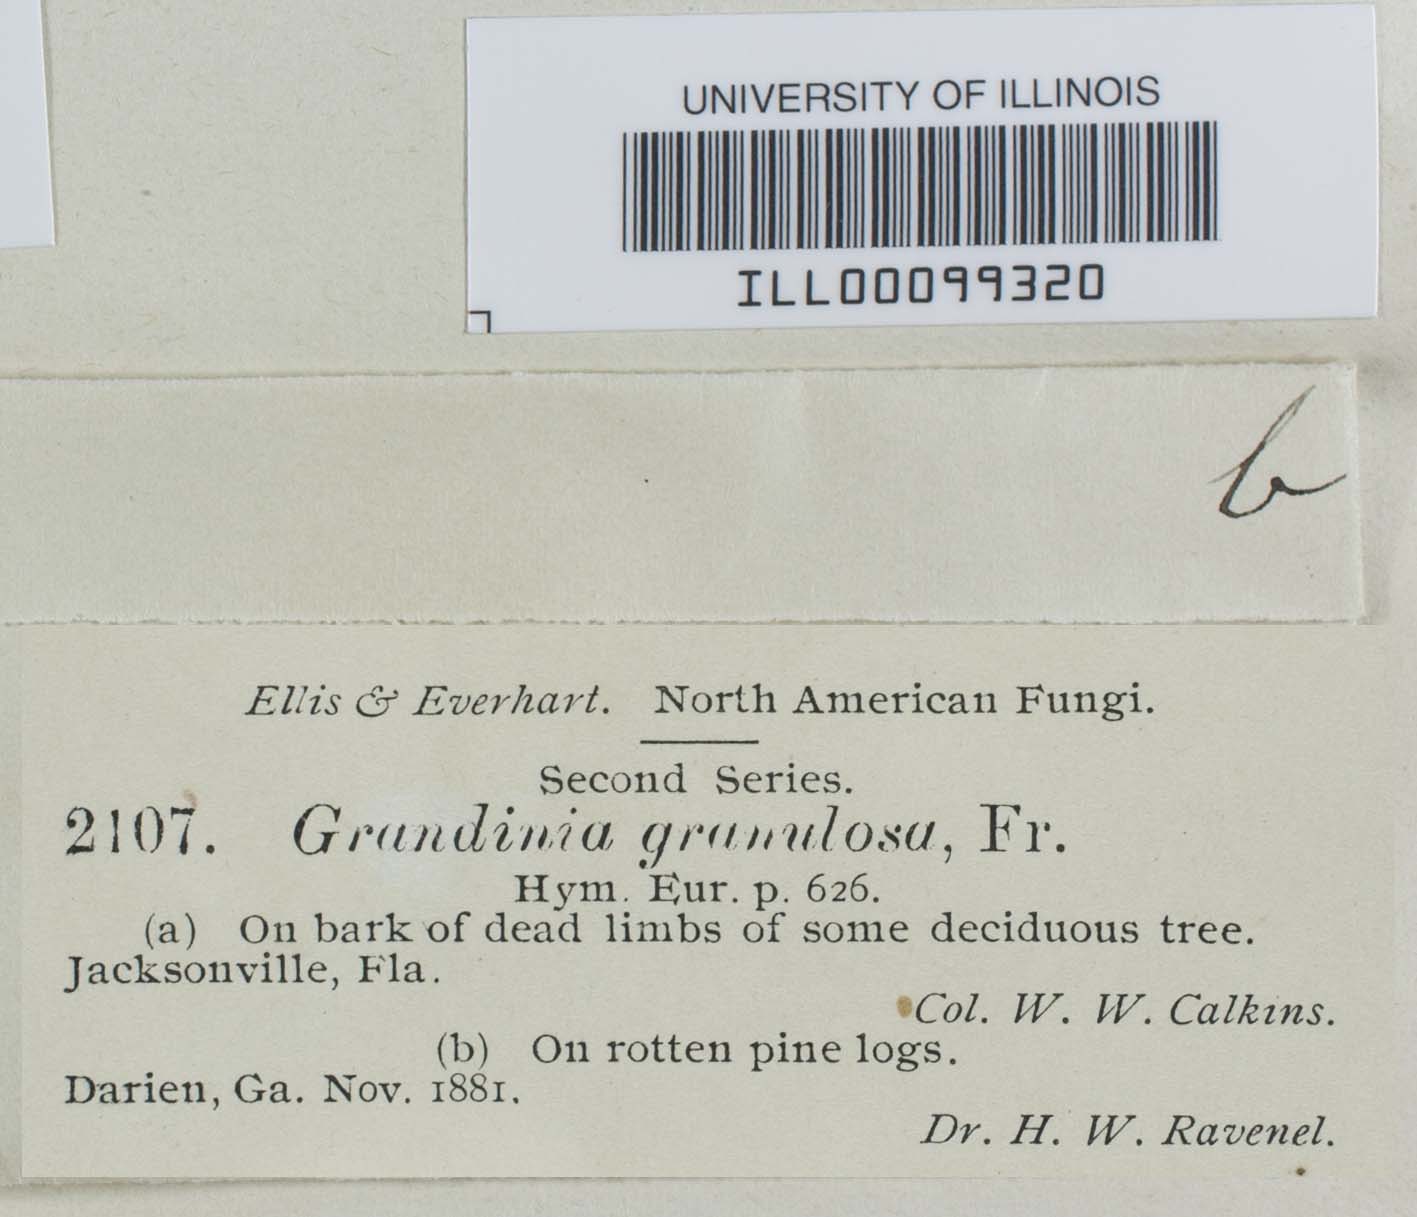 UNIVERSITY OF ILLINOIS
ILL00099320
b
Ellis & Everhart. North American Fungi.
Second Series.
2107. Grandinia granulosa, Fr.
Hym. Eur. p. 626.
(a) On bark of dead limbs of some deciduous tree.
Jacksonville, Fla.
Col. W. W. Calkins.
(b) On rotten pine logs.
Darien, Ga. Nov. 1881.
Dr. H. W. Ravenel.